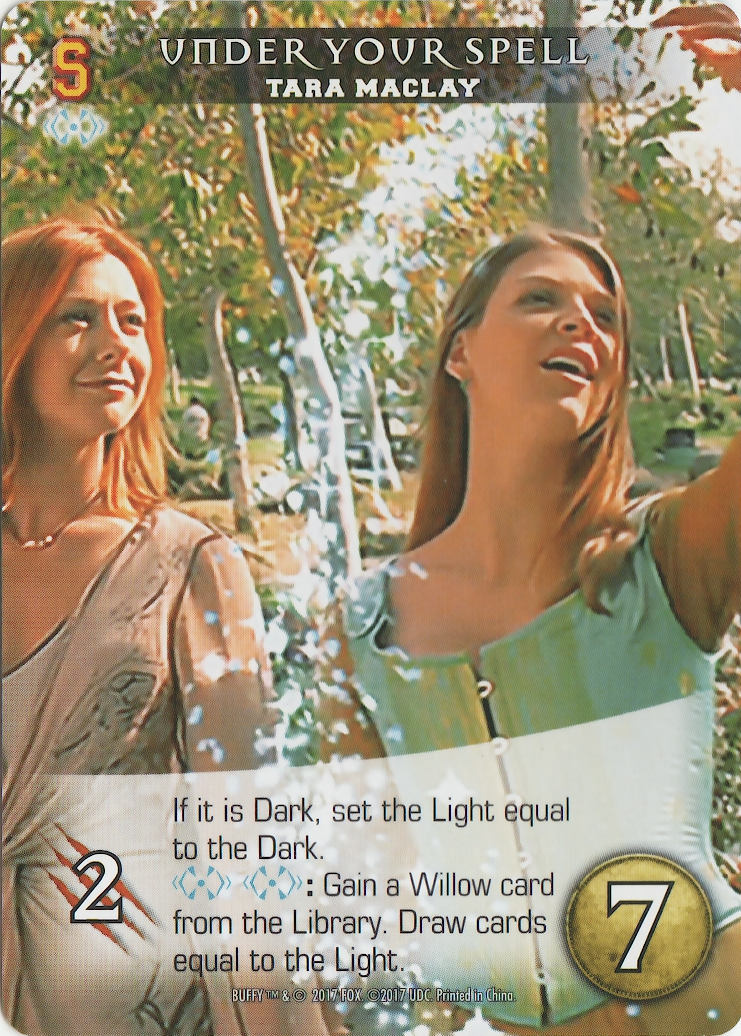 S
UNDER YOUR SPELL
TARA MACLAY
If it is Dark, set the Light equal
to the Dark.
: Gain a Willow card
from the Library. Draw cards
equal to the Light.
2
7
BUFFY™ & © 2017 FOX. ©2017 UDC. Printed in China.